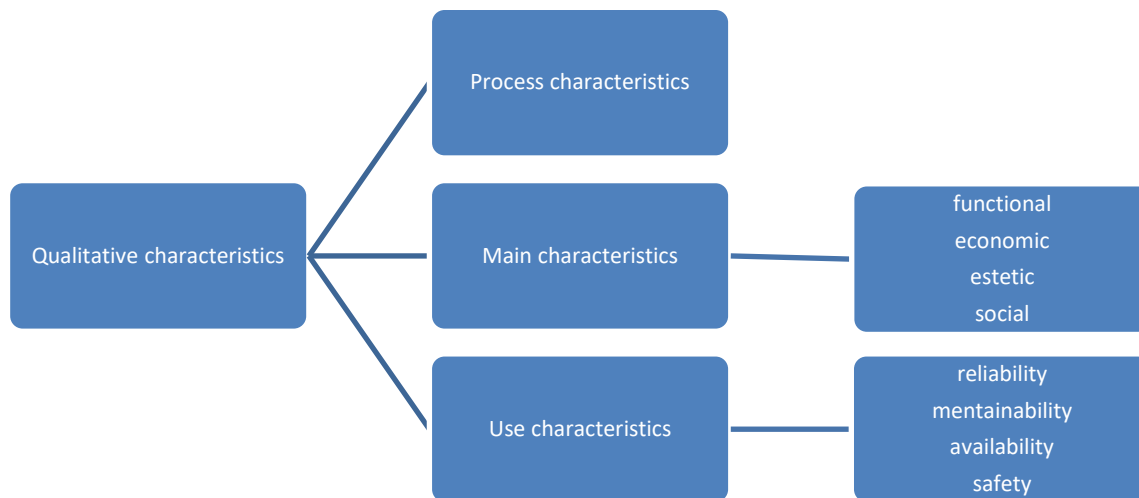 Process characteristics
Qualitative characteristics
Main characteristics
functional
economic
estetic
social
Use characteristics
reliability
mentainability
availability
safety